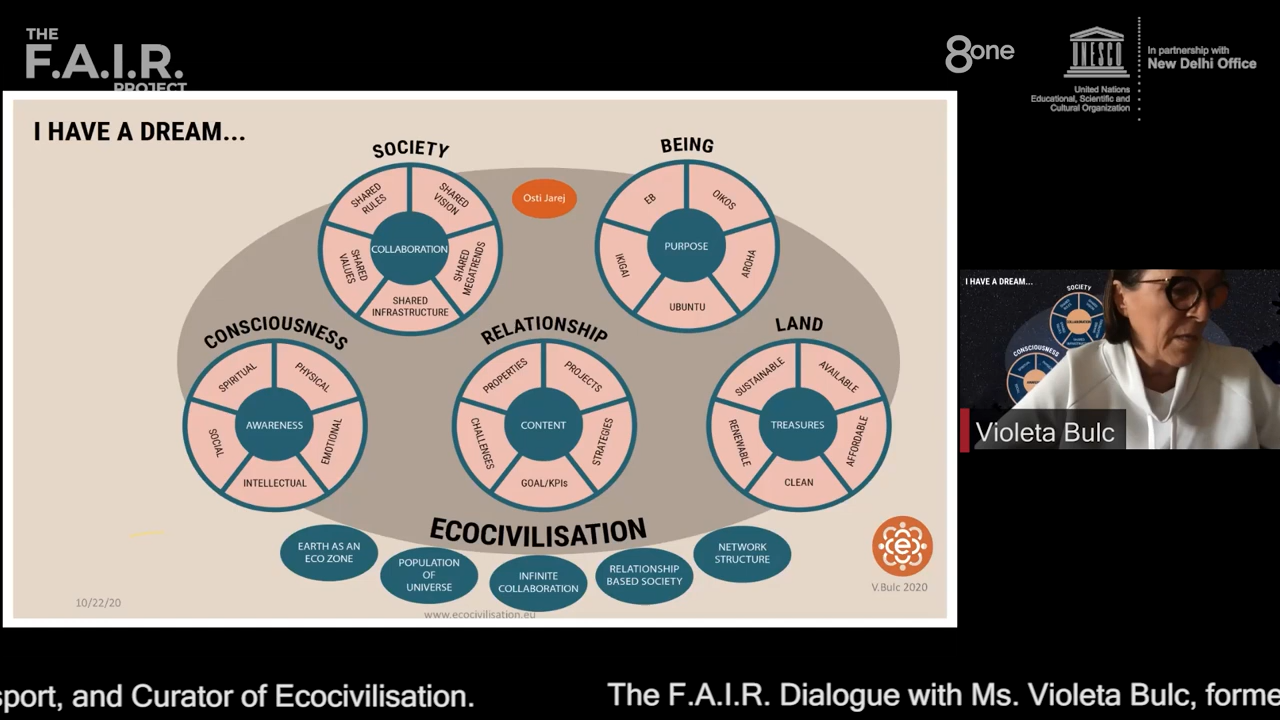 THE
F.A.I.R.
PROJECT
8one
UNESCO
United Nations
Educational, Scientific and
Cultural Organization
In partnership with
New Delhi Office
I HAVE A DREAM...
SOCIETY
SHARED
RULES
SHARED
VISION
SHARED
VALUES
SHARED
MEGATRENDS
SHARED
INFRASTRUCTURE
COLLABORATION
Osti Jarej
BEING
EB
OIKOS
IKIGAI
AROHA
UBUNTU
PURPOSE
CONSCIOUSNESS
SPIRITUAL
PHYSICAL
SOCIAL
EMOTIONAL
INTELLECTUAL
AWARENESS
RELATIONSHIP
PROPERTIES
PROJECTS
CHALLENGES
STRATEGIES
GOAL/KPIs
CONTENT
LAND
SUSTAINABLE
AVAILABLE
RENEWABLE
AFFORDABLE
CLEAN
TREASURES
ECOCIVILISATION
EARTH AS AN
ECO ZONE
POPULATION
OF
UNIVERSE
INFINITE
COLLABORATION
RELATIONSHIP
BASED SOCIETY
NETWORK
STRUCTURE
e
V.Bulc 2020
10/22/20
www.ecocivilisation.eu
I HAVE A DREAM...
SOCIETY
CONSCIOUSNESS
Violeta Bulc
sport, and Curator of Ecocivilisation.
The F.A.I.R. Dialogue with Ms. Violeta Bulc, forme